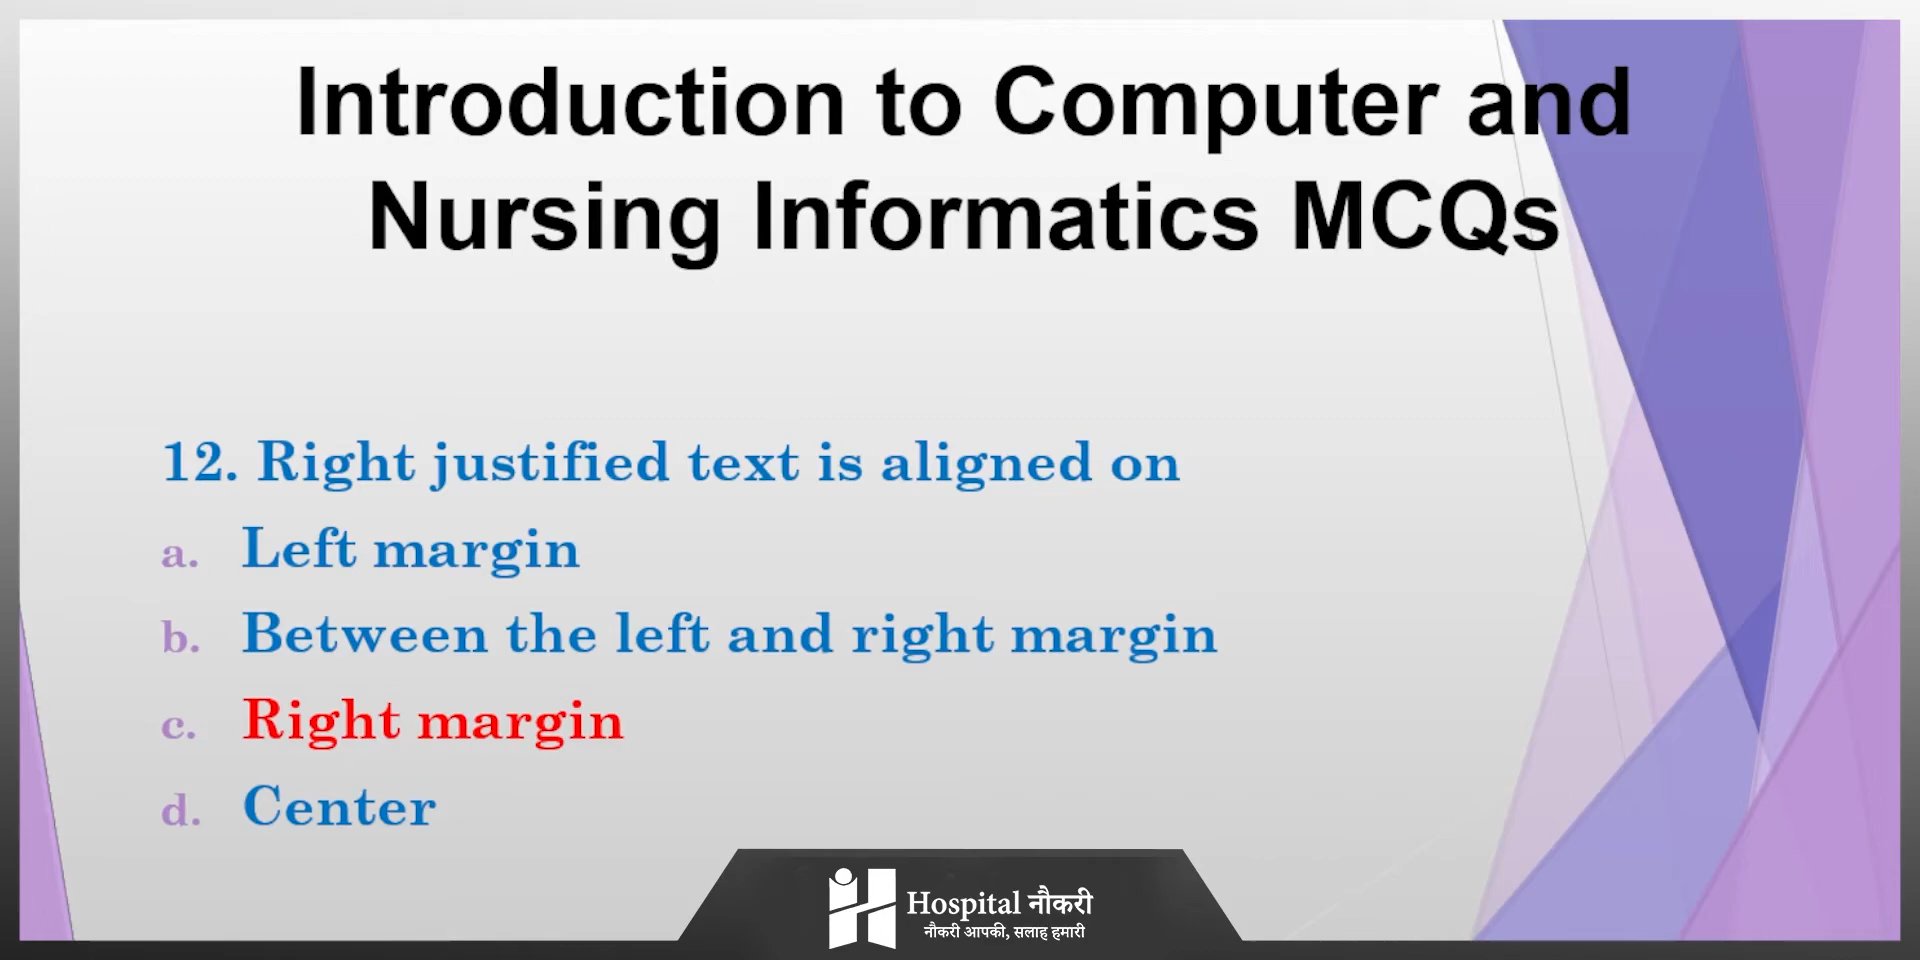 Introduction to Computer and
Nursing Informatics MCQs
12. Right justified text is aligned on
a. Left margin
b. Between the left and right margin
c. Right margin
d. Center
Hospital नौकरी
नौकरी आपकी, सलाह हमारी